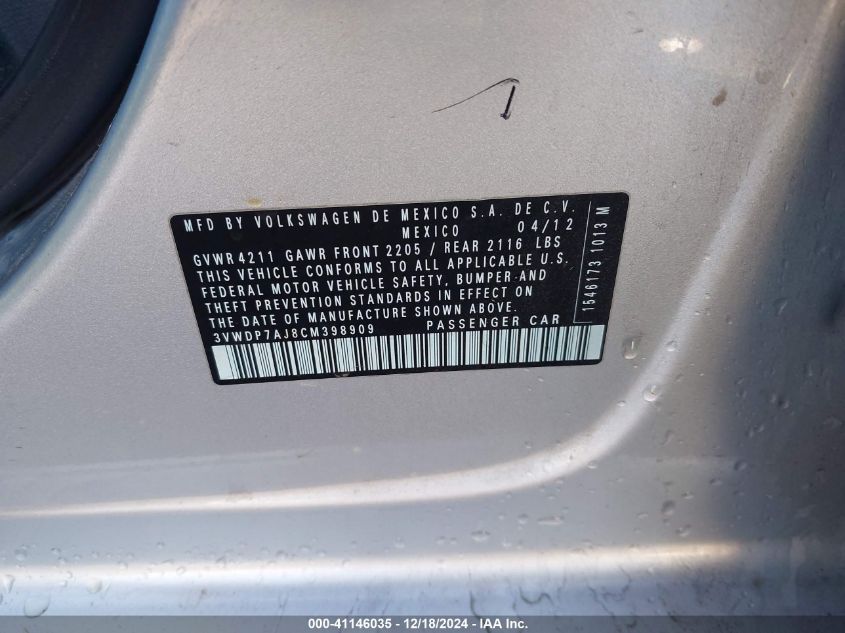 MFD BY VOLKSWAGEN DE MEXICO S.A. DE C.V.
MEXICO 04/12
GVWR 4211 GAWR FRONT 2205 / REAR 2116 LBS
THIS VEHICLE CONFORMS TO ALL APPLICABLE U.S.
FEDERAL MOTOR VEHICLE SAFETY, BUMPER-AND
THEFT PREVENTION STANDARDS IN EFFECT ON
THE DATE OF MANUFACTURE SHOWN ABOVE.
3VWDP7AJ8CM398909 PASSENGER CAR
1546173 1013 M
000-41146035 - 12/18/2024 - IAA Inc.